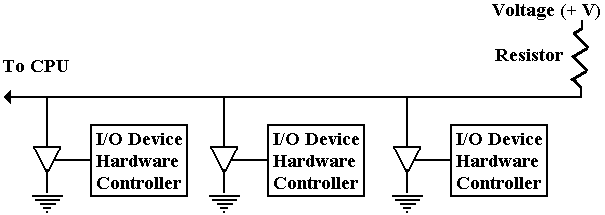 Voltage (+ V)
Resistor
To CPU
I/O Device
Hardware
Controller
I/O Device
Hardware
Controller
I/O Device
Hardware
Controller